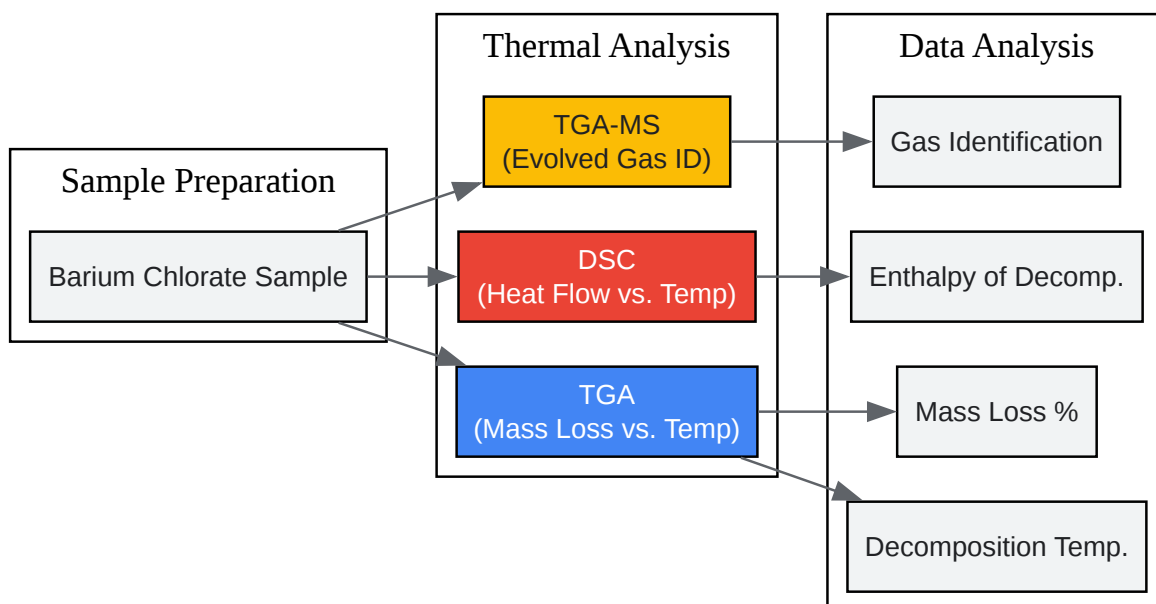 Sample Preparation
Barium Chlorate Sample
Thermal Analysis
TGA-MS
(Evolved Gas ID)
DSC
(Heat Flow vs. Temp)
TGA
(Mass Loss vs. Temp)
Data Analysis
Gas Identification
Enthalpy of Decomp.
Mass Loss %
Decomposition Temp.